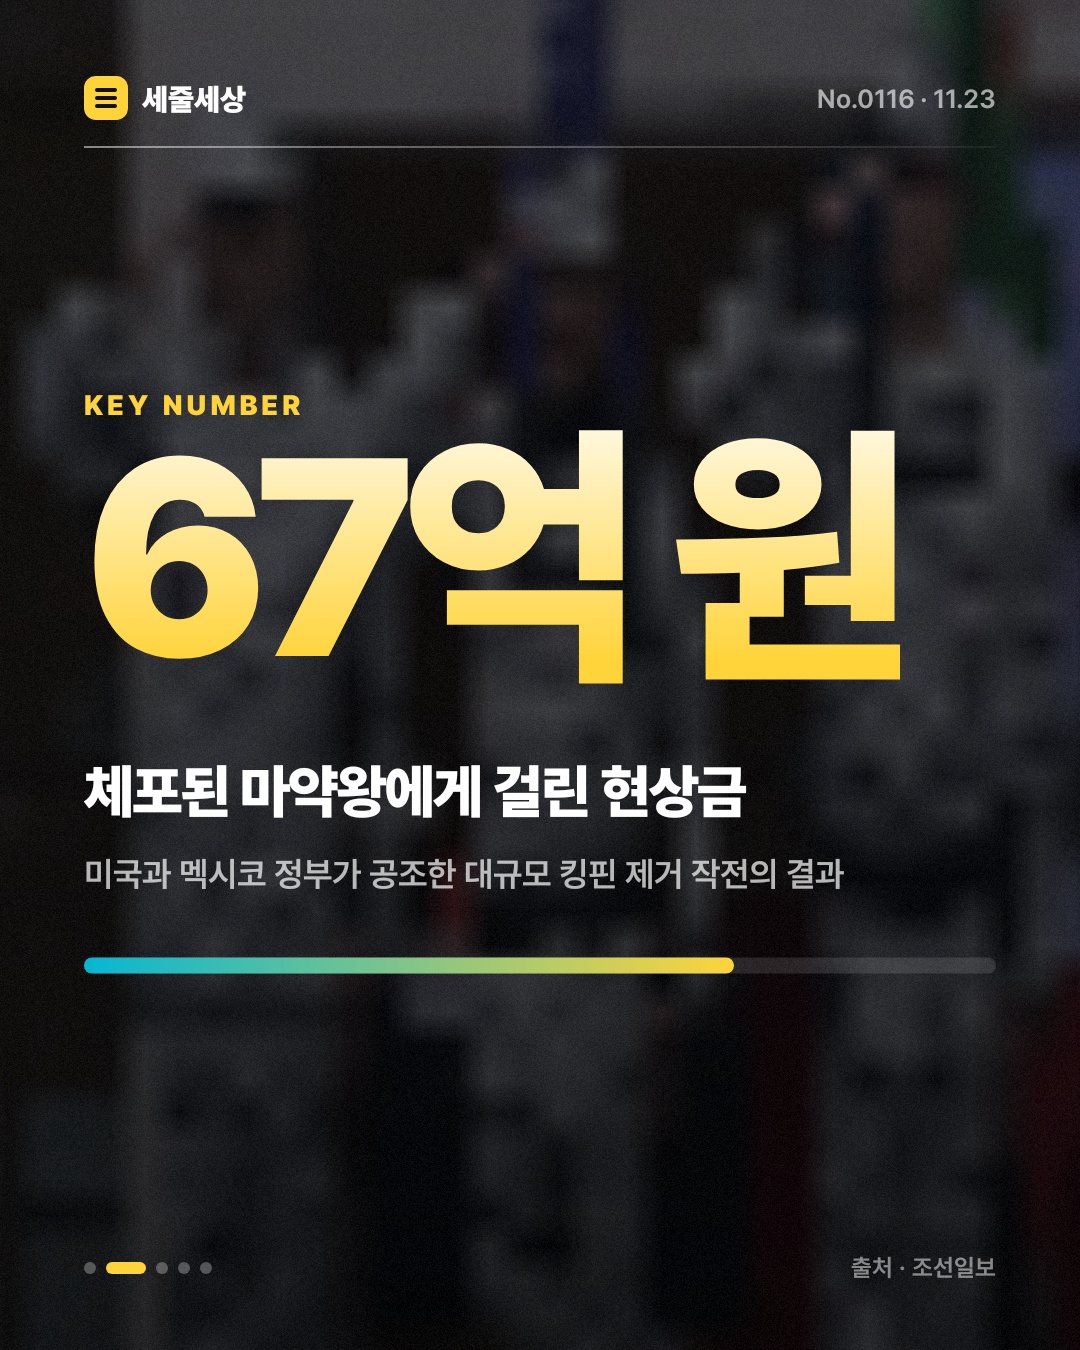 세줄세상
No.0116 · 11.23
KEY NUMBER
67억 원
체포된 마약왕에게 걸린 현상금
미국과 멕시코 정부가 공조한 대규모 킹핀 제거 작전의 결과
출처 · 조선일보